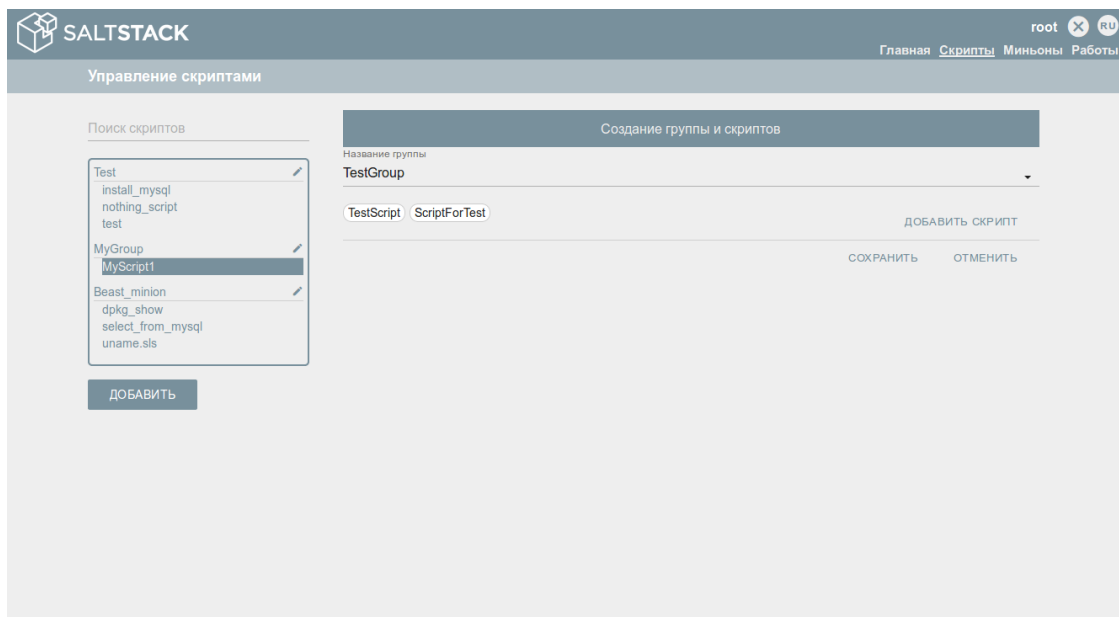 SALTSTACK
root
RU
Главная Скрипты Миньоны Работы
Управление скриптами
Поиск скриптов
Test
install_mysql
nothing_script
test
MyGroup
MyScript1
Beast_minion
dpkg_show
select_from_mysql
uname.sls
ДОБАВИТЬ
Создание группы и скриптов
Название группы
TestGroup
TestScript ScriptForTest
ДОБАВИТЬ СКРИПТ
СОХРАНИТЬ ОТМЕНИТЬ